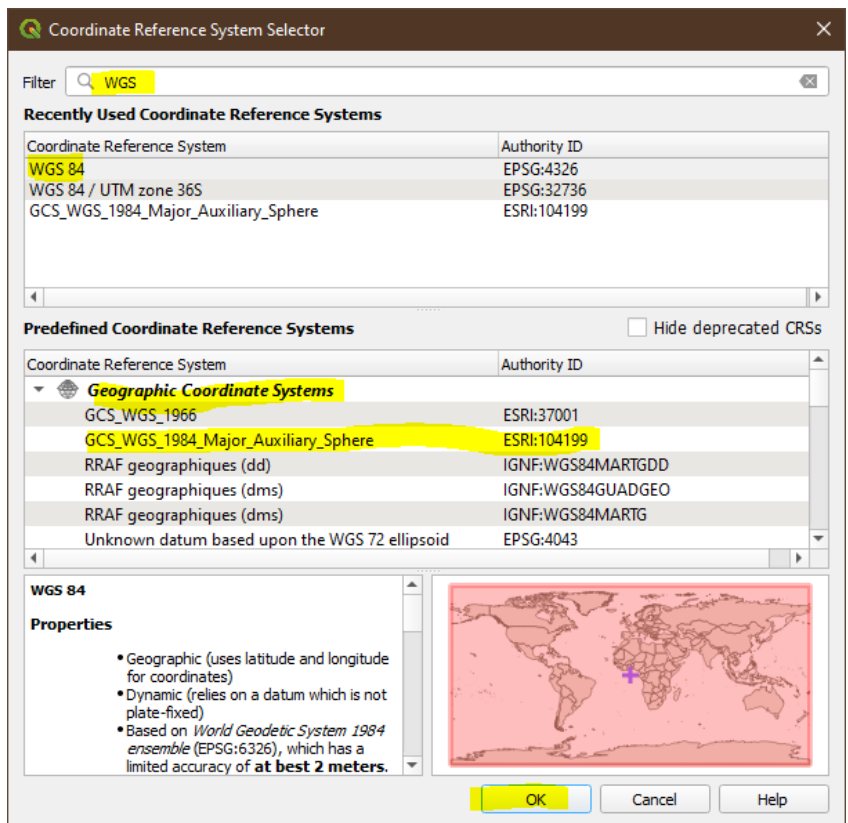 Coordinate Reference System Selector
Filter WGS
Recently Used Coordinate Reference Systems
Coordinate Reference System Authority ID
WGS 84 EPSG:4326
WGS 84 / UTM zone 36S EPSG:32736
GCS_WGS_1984_Major_Auxiliary_Sphere ESRI:104199
Predefined Coordinate Reference Systems Hide deprecated CRSs
Coordinate Reference System Authority ID
Geographic Coordinate Systems
GCS_WGS_1966 ESRI:37001
GCS_WGS_1984_Major_Auxiliary_Sphere ESRI:104199
RRAF geographiques (dd) IGNF:WGS84MARTGDD
RRAF geographiques (dms) IGNF:WGS84GUADGEO
RRAF geographiques (dms) IGNF:WGS84MARTG
Unknown datum based upon the WGS 72 ellipsoid EPSG:4043
WGS 84
Properties
• Geographic (uses latitude and longitude
for coordinates)
• Dynamic (relies on a datum which is not
plate-fixed)
• Based on World Geodetic System 1984
ensemble (EPSG:6326), which has a
limited accuracy of at best 2 meters.
OK Cancel Help